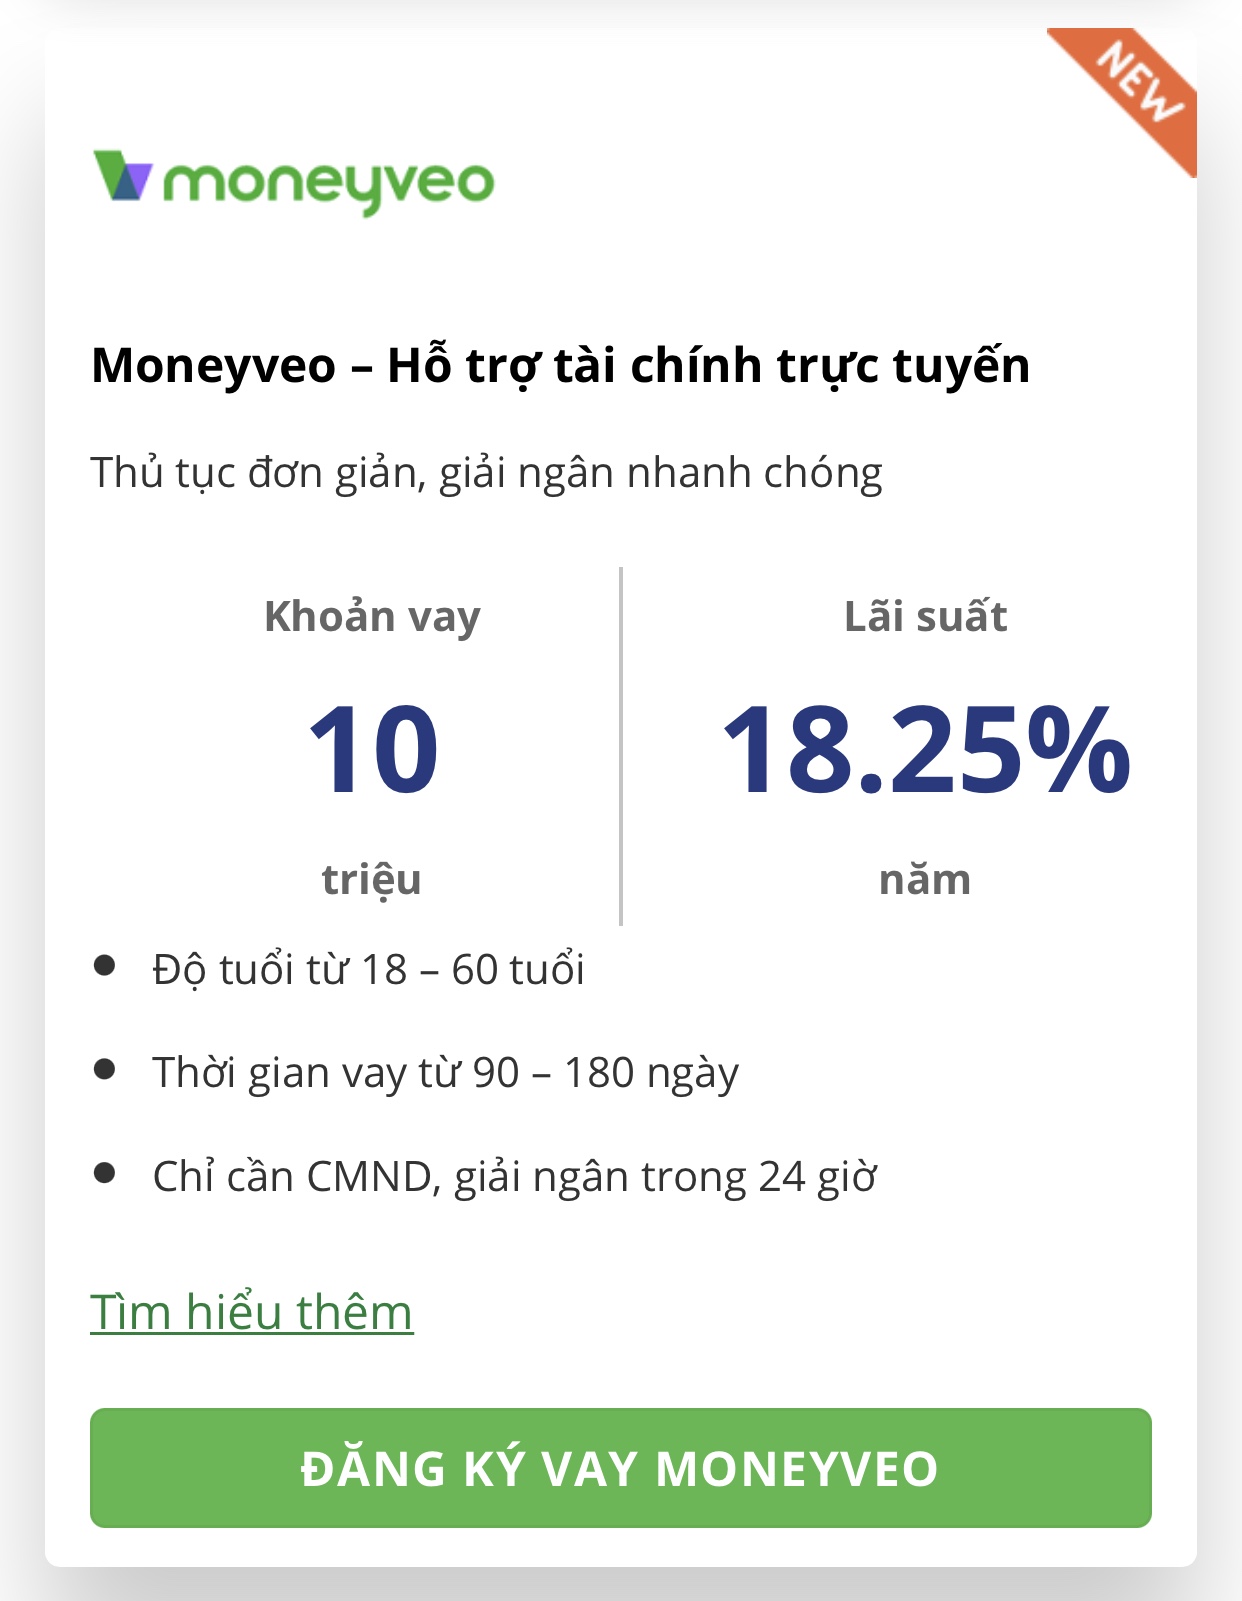 NEW
moneyveo
Moneyveo – Hỗ trợ tài chính trực tuyến
Thủ tục đơn giản, giải ngân nhanh chóng
Khoản vay
10
triệu
Lãi suất
18.25%
năm
Độ tuổi từ 18 – 60 tuổi
Thời gian vay từ 90 – 180 ngày
Chỉ cần CMND, giải ngân trong 24 giờ
Tìm hiểu thêm
ĐĂNG KÝ VAY MONEYVEO